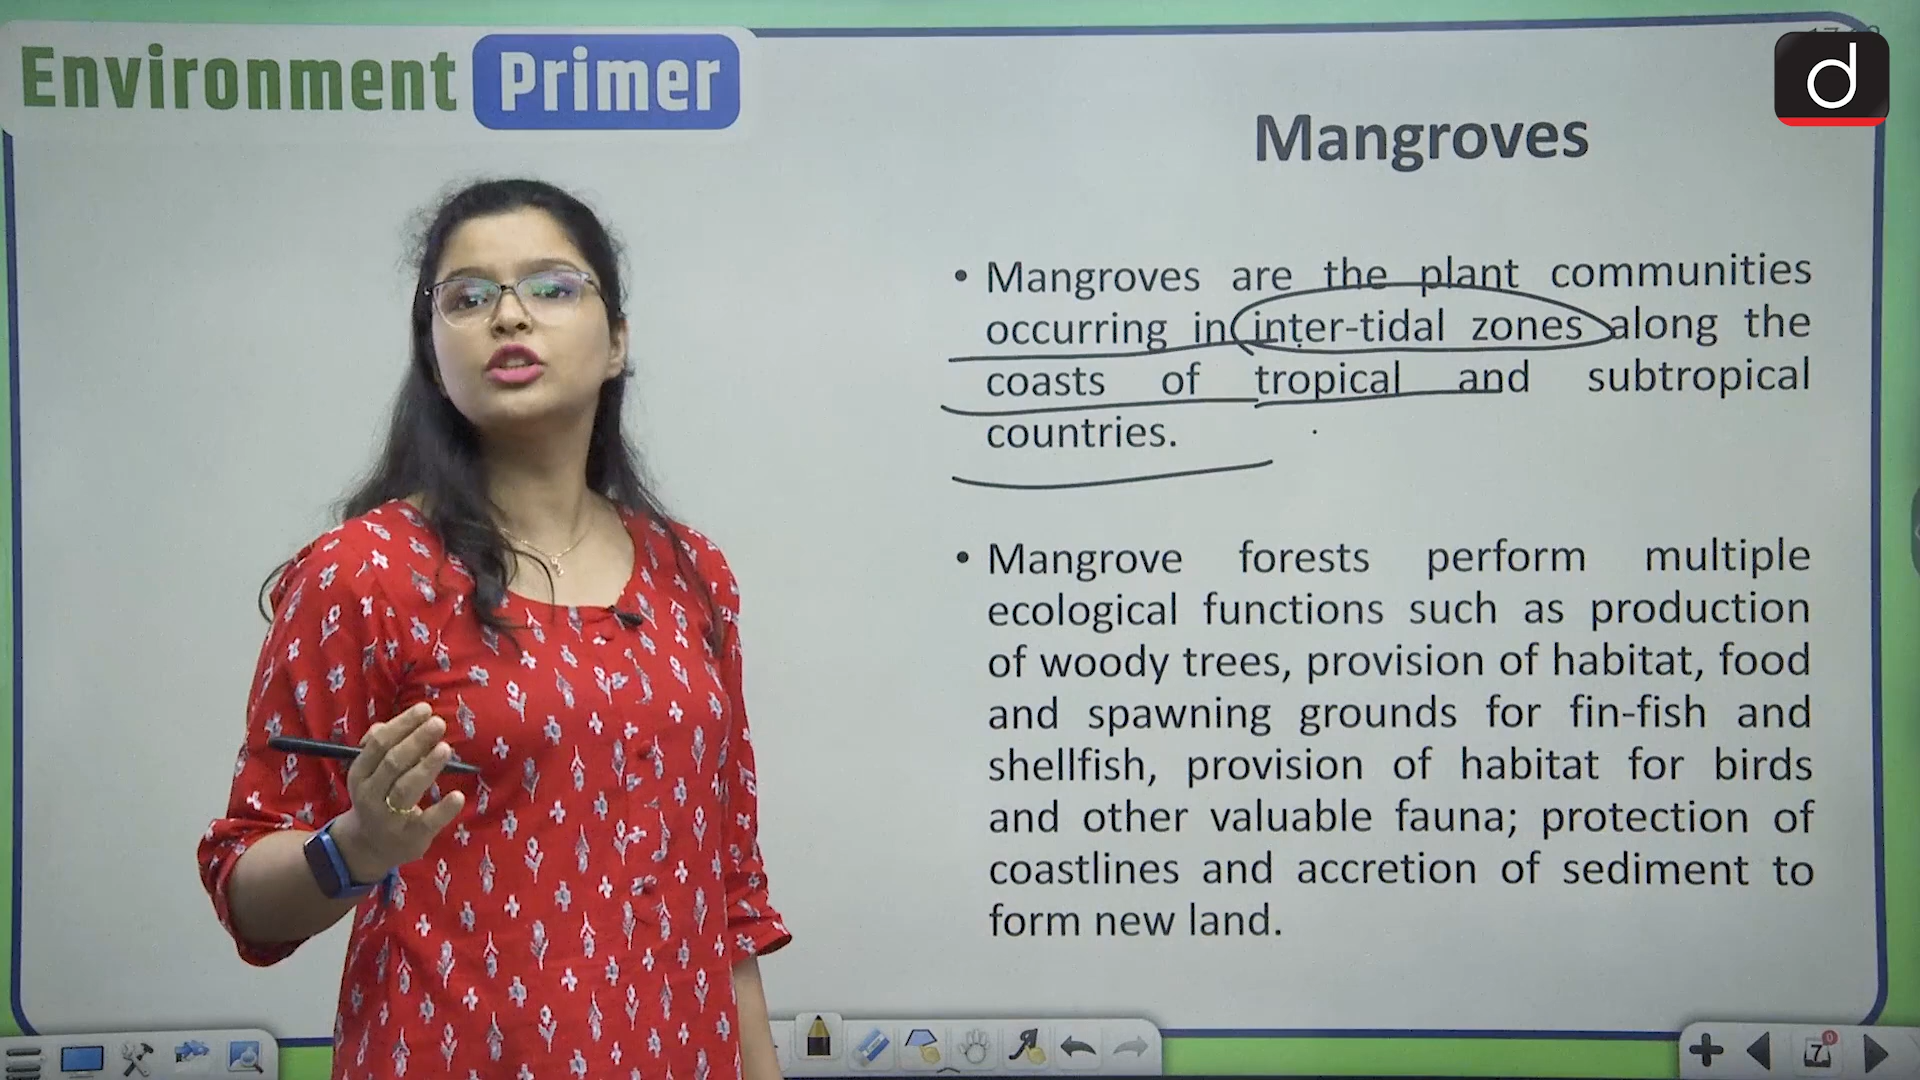 Environment Primer
d
Mangroves
• Mangroves are the plant communities
occurring in inter-tidal zones along the
coasts of tropical and subtropical
countries.
• Mangrove forests perform multiple
ecological functions such as production
of woody trees, provision of habitat, food
and spawning grounds for fin-fish and
shellfish, provision of habitat for birds
and other valuable fauna; protection of
coastlines and accretion of sediment to
form new land.
7
0